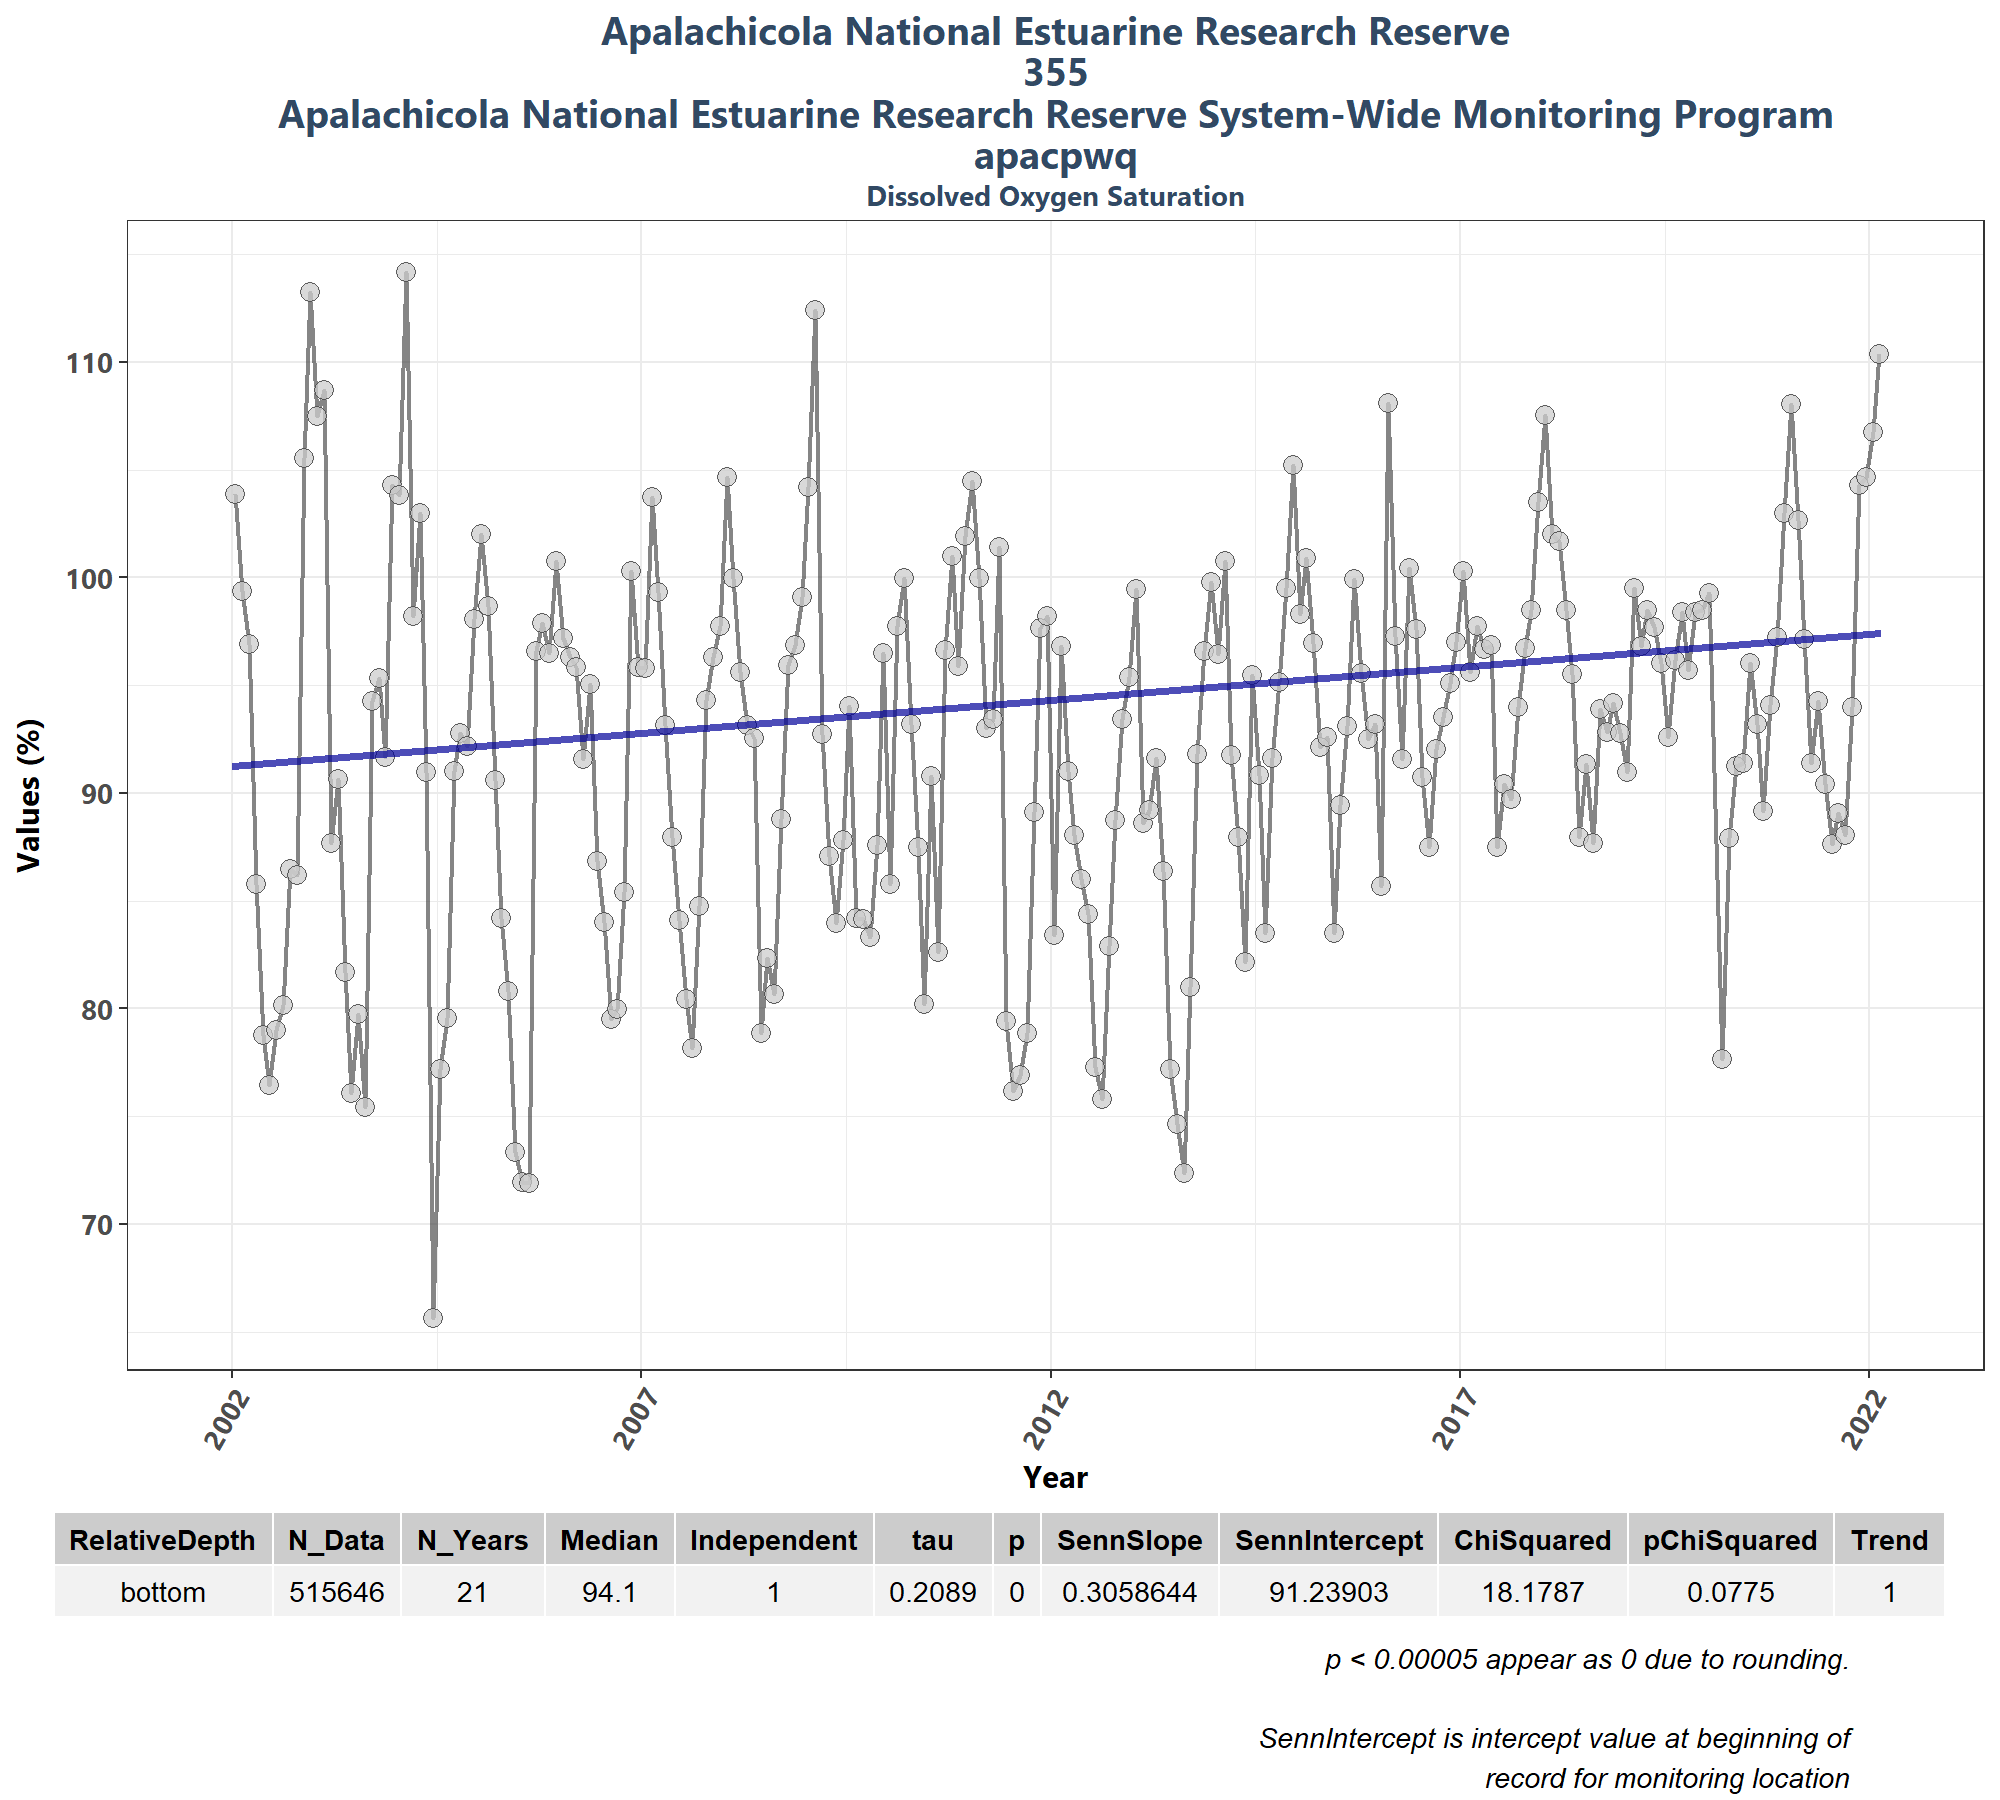 Apalachicola National Estuarine Research Reserve
355
Apalachicola National Estuarine Research Reserve System-Wide Monitoring Program
apacpwq
Dissolved Oxygen Saturation
Values (%)
110
100
90
80
70
2002 2007 2012 2017 2022
Year
RelativeDepth N_Data N_Years Median Independent tau p SennSlope SennIntercept ChiSquared pChiSquared Trend
bottom 515646 21 94.1 1 0.2089 0 0.3058644 91.23903 18.1787 0.0775 1
p < 0.00005 appear as 0 due to rounding.
SennIntercept is intercept value at beginning of
record for monitoring location